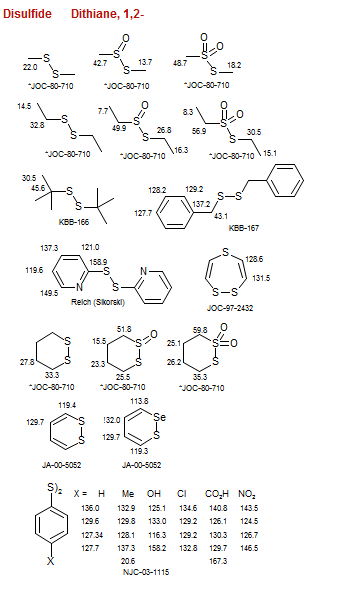 Disulfide Dithiane, 1,2-
O O O
S S S
22.0 S 42.7 S 13.7 48.7 S 18.2
*JOC-80-710 *JOC-80-710 *JOC-80-710
14.5 7.7 O 8.3 O O
32.8 S S 49.9 S 26.8 56.9 S 30.5
S S
*JOC-80-710 *JOC-80-710 16.3 *JOC-80-710 15.1
30.5 128.2 129.2
45.6 S S–S
S 137.2
127.7 43.1
KBB-166 KBB-167
137.3 121.0 S 128.6
158.9 N
119.6 S 131.5
N S
149.5 S–S
Reich (Sikorski) JOC-97-2432
51.8 59.8 O
S 15.5 S O 25.1 S=O
27.8 S 23.3 S 26.2 S
33.3 25.5 35.3
*JOC-80-710 *JOC-80-710 *JOC-80-710
119.4 113.8
129.7 S 132.0 Se
S 129.7 S
119.3
JA-00-5052 JA-00-5052
S)2 X = H Me OH Cl CO2H NO2
136.0 132.9 125.1 134.6 140.8 143.5
129.6 129.8 133.0 129.2 126.1 124.5
127.34 128.1 116.3 129.2 130.3 126.7
127.7 137.3 158.2 132.8 129.7 146.5
X 20.6 167.3
NJC-03-1115